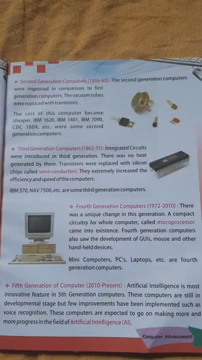 ❖ Second Generation Computers (1956-63) : The second generation computers
were improved in comparison to first
generation computers. The vacuum tubes
were replaced with transistors.
The cost of this computer became
cheaper. IBM 1620, IBM 1401, IBM 7090,
CDC 1604, etc. were some second
generation computers.
❖ Third Generation Computers (1963-71) : Integrated Circuits
were introduced in third generation. There was no heat
generated by them. Transistors were replaced with silicon
chips called semi-conductors. They extremely increased the
efficiency and speed of the computers.
IBM 370, NAV 7500, etc. are some third generation computers.
❖ Fourth Generation Computers (1972-2010) : There
was a unique change in this generation. A compact
circuitry for whole computer, called microprocessor
came into existence. Fourth generation computers
also saw the development of GUIs, mouse and other
hand-held devices.
Mini Computers, PC's, Laptops, etc. are fourth
generation computers.
❖ Fifth Generation of Computer (2010-Present) : Artificial Intelligence is most
innovative feature in 5th Generation computers. These computers are still in
developmental stage but few improvements have been implemented such as
voice recognition. These computers are expected to go on making more and
more progress in the field of Artificial Intelligence (AI).
Computer Advancement